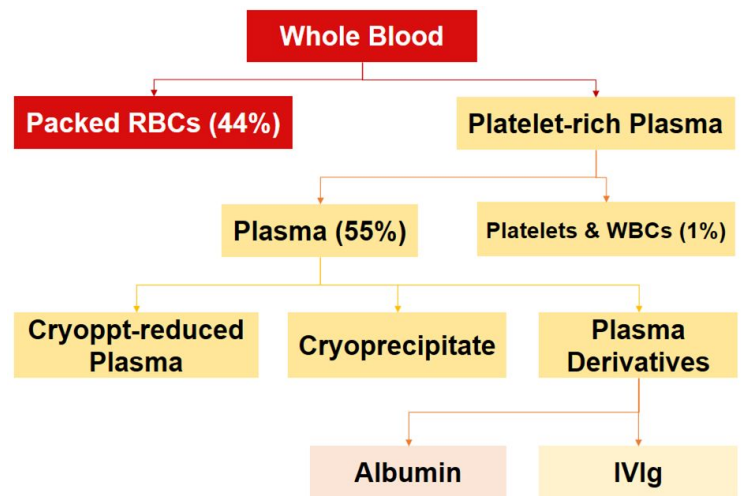 Whole Blood
Packed RBCs (44%)
Platelet-rich Plasma
Plasma (55%)
Platelets & WBCs (1%)
Cryoppt-reduced
Plasma
Cryoprecipitate
Plasma
Derivatives
Albumin
IVIg